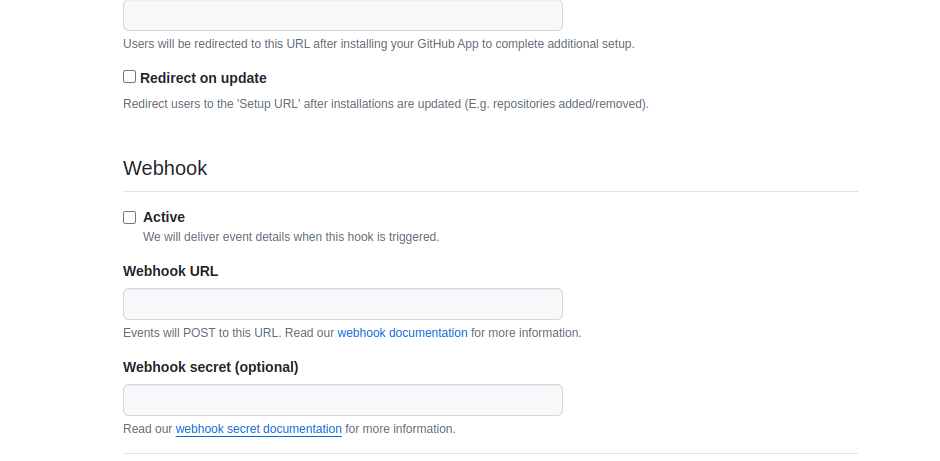 Users will be redirected to this URL after installing your GitHub App to complete additional setup.
Redirect on update
Redirect users to the 'Setup URL' after installations are updated (E.g. repositories added/removed).
Webhook
Active
We will deliver event details when this hook is triggered.
Webhook URL
Events will POST to this URL. Read our webhook documentation for more information.
Webhook secret (optional)
Read our webhook secret documentation for more information.